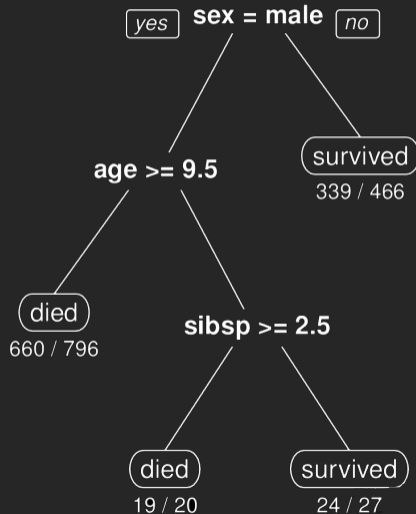 yes sex = male no
survived
339 / 466
age >= 9.5
died
660 / 796
sibsp >= 2.5
died survived
19 / 20 24 / 27